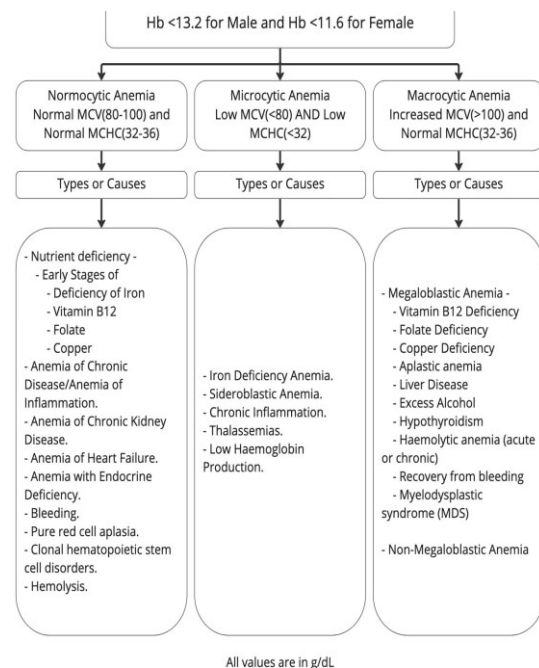 Hb <13.2 for Male and Hb <11.6 for Female
Normocytic Anemia
Normal MCV(80-100) and
Normal MCHC(32-36)
Microcytic Anemia
Low MCV(<80) AND Low
MCHC(<32)
Macrocytic Anemia
Increased MCV(>100) and
Normal MCHC(32-36)
Types or Causes
Types or Causes
Types or Causes
- Nutrient deficiency -
- Early Stages of
- Deficiency of Iron
- Vitamin B12
- Folate
- Copper
- Anemia of Chronic
Disease/Anemia of
Inflammation.
- Anemia of Chronic Kidney
Disease.
- Anemia of Heart Failure.
- Anemia with Endocrine
Deficiency.
- Bleeding.
- Pure red cell aplasia.
- Clonal hematopoietic stem
cell disorders.
- Hemolysis.
- Iron Deficiency Anemia.
- Sideroblastic Anemia.
- Chronic Inflammation.
- Thalassemias.
- Low Haemoglobin
Production.
- Megaloblastic Anemia -
- Vitamin B12 Deficiency
- Folate Deficiency
- Copper Deficiency
- Aplastic anemia
- Liver Disease
- Excess Alcohol
- Hypothyroidism
- Haemolytic anemia (acute
or chronic)
- Recovery from bleeding
- Myelodysplastic
syndrome (MDS)
- Non-Megaloblastic Anemia
All values are in g/dL